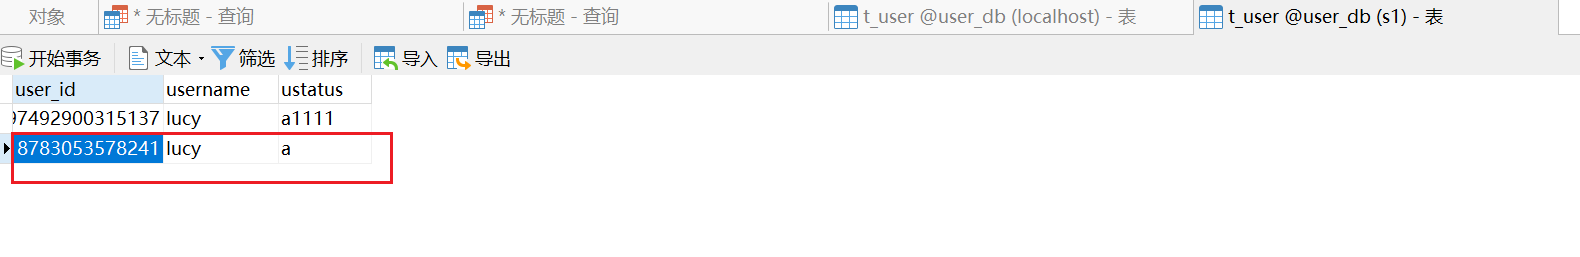 对象 * 无标题 - 查询 * 无标题 - 查询 t_user @user_db (localhost) - 表 t_user @user_db (s1) - 表
开始事务 文本 筛选 排序 导入 导出
user_id username ustatus
97492900315137 lucy a1111
8783053578241 lucy a